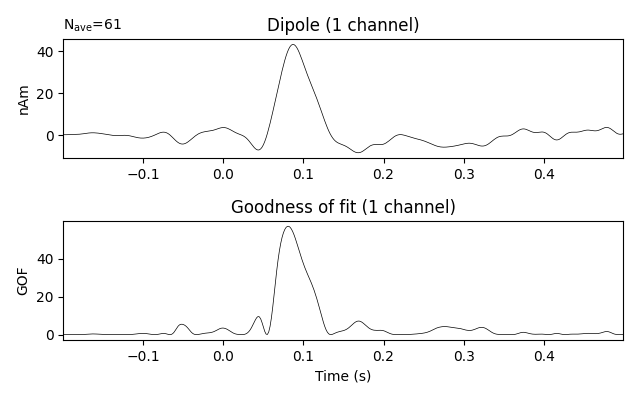 N_ave=61
Dipole (1 channel)
nAm
40
20
0
−0.1 0.0 0.1 0.2 0.3 0.4
Goodness of fit (1 channel)
GOF
40
20
0
−0.1 0.0 0.1 0.2 0.3 0.4
Time (s)